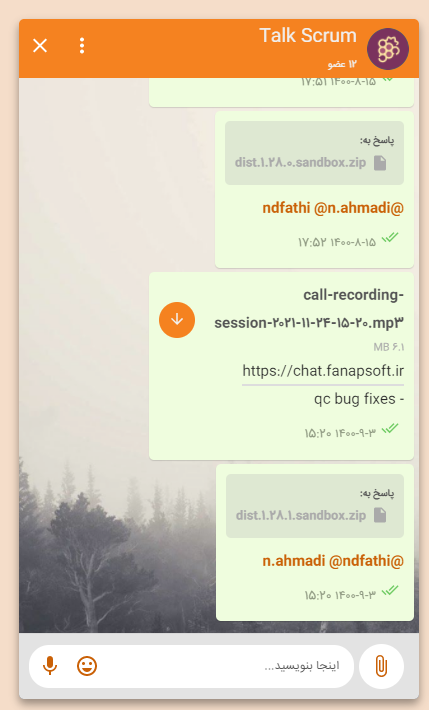 Talk Scrum
۱۲ عضو
۱۴۰۰-۸-۱۵ ۱۷:۵۱
پاسخ به:
dist.۱.۲۸.۰.sandbox.zip
ndfathi @n.ahmadi@
۱۴۰۰-۸-۱۵ ۱۷:۵۲
call-recording-
session-۲۰۲۱-۱۱-۲۴-۱۵-۲۰.mp۳
۶.۱ MB
https://chat.fanapsoft.ir
qc bug fixes -
۱۴۰۰-۹-۳ ۱۵:۲۰
پاسخ به:
dist.۱.۲۸.۱.sandbox.zip
n.ahmadi @ndfathi@
۱۴۰۰-۹-۳ ۱۵:۲۰
اینجا بنویسید...